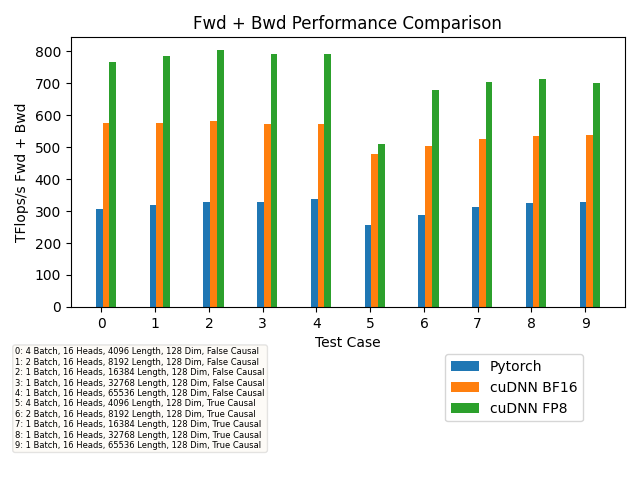 Fwd + Bwd Performance Comparison
TFlops/s Fwd + Bwd
800
700
600
500
400
300
200
100
0
0 1 2 3 4 5 6 7 8 9
Test Case
0: 4 Batch, 16 Heads, 4096 Length, 128 Dim, False Causal
1: 2 Batch, 16 Heads, 8192 Length, 128 Dim, False Causal
2: 1 Batch, 16 Heads, 16384 Length, 128 Dim, False Causal
3: 1 Batch, 16 Heads, 32768 Length, 128 Dim, False Causal
4: 1 Batch, 16 Heads, 65536 Length, 128 Dim, False Causal
5: 4 Batch, 16 Heads, 4096 Length, 128 Dim, True Causal
6: 2 Batch, 16 Heads, 8192 Length, 128 Dim, True Causal
7: 1 Batch, 16 Heads, 16384 Length, 128 Dim, True Causal
8: 1 Batch, 16 Heads, 32768 Length, 128 Dim, True Causal
9: 1 Batch, 16 Heads, 65536 Length, 128 Dim, True Causal
Pytorch
cuDNN BF16
cuDNN FP8